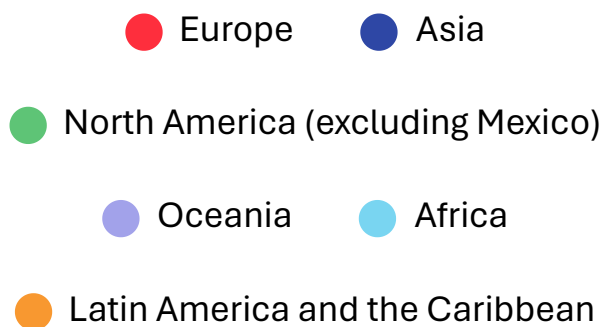 Europe Asia
North America (excluding Mexico)
Oceania Africa
Latin America and the Caribbean